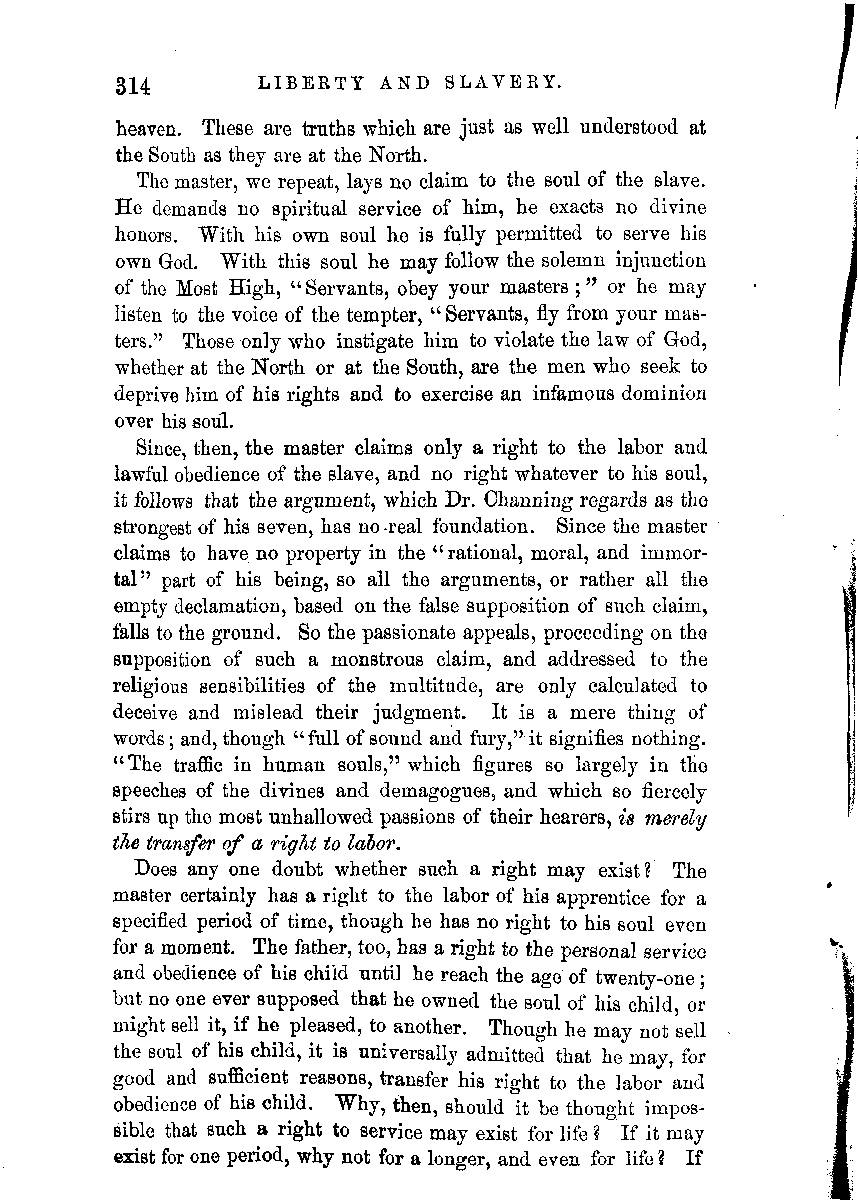 314 LIBERTY AND SLAVERY.
heaven. These are truths which are just as well understood at
the South as they are at the North.
The master, we repeat, lays no claim to the soul of the slave.
He demands no spiritual service of him, he exacts no divine
honors. With his own soul he is fully permitted to serve his
own God. With this soul he may follow the solemn injunction
of the Most High, “Servants, obey your masters;” or he may
listen to the voice of the tempter, “Servants, fly from your mas-
ters.” Those only who instigate him to violate the law of God,
whether at the North or at the South, are the men who seek to
deprive him of his rights and to exercise an infamous dominion
over his soul.
Since, then, the master claims only a right to the labor and
lawful obedience of the slave, and no right whatever to his soul,
it follows that the argument, which Dr. Channing regards as the
strongest of his seven, has no real foundation. Since the master
claims to have no property in the “rational, moral, and immor-
tal” part of his being, so all the arguments, or rather all the
empty declamation, based on the false supposition of such claim,
falls to the ground. So the passionate appeals, proceeding on the
supposition of such a monstrous claim, and addressed to the
religious sensibilities of the multitude, are only calculated to
deceive and mislead their judgment. It is a mere thing of
words; and, though “full of sound and fury,” it signifies nothing.
“The traffic in human souls,” which figures so largely in the
speeches of the divines and demagogues, and which so fiercely
stirs up the most unhallowed passions of their hearers, is merely
the transfer of a right to labor.
Does any one doubt whether such a right may exist? The
master certainly has a right to the labor of his apprentice for a
specified period of time, though he has no right to his soul even
for a moment. The father, too, has a right to the personal service
and obedience of his child until he reach the age of twenty-one;
but no one ever supposed that he owned the soul of his child, or
might sell it, if he pleased, to another. Though he may not sell
the soul of his child, it is universally admitted that he may, for
good and sufficient reasons, transfer his right to the labor and
obedience of his child. Why, then, should it be thought impos-
sible that such a right to service may exist for life? If it may
exist for one period, why not for a longer, and even for life? If